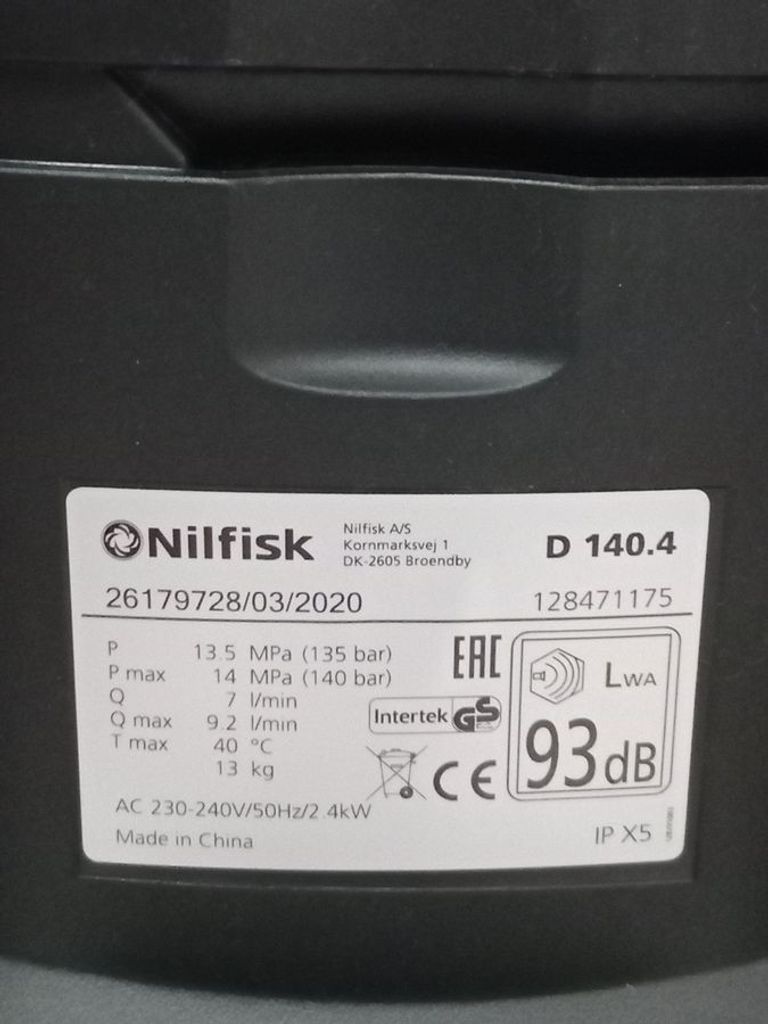 Nilfisk
Nilfisk A/S
Kornmarksvej 1
DK-2605 Broendby
D 140.4
26179728/03/2020
128471175
P 13.5 MPa (135 bar)
P max 14 MPa (140 bar)
Q 7 l/min
Q max 9.2 l/min
T max 40 °C
13 kg
AC 230-240V/50Hz/2.4kW
Made in China
EAC
Intertek GS
CE
LWA
93dB
IP X5